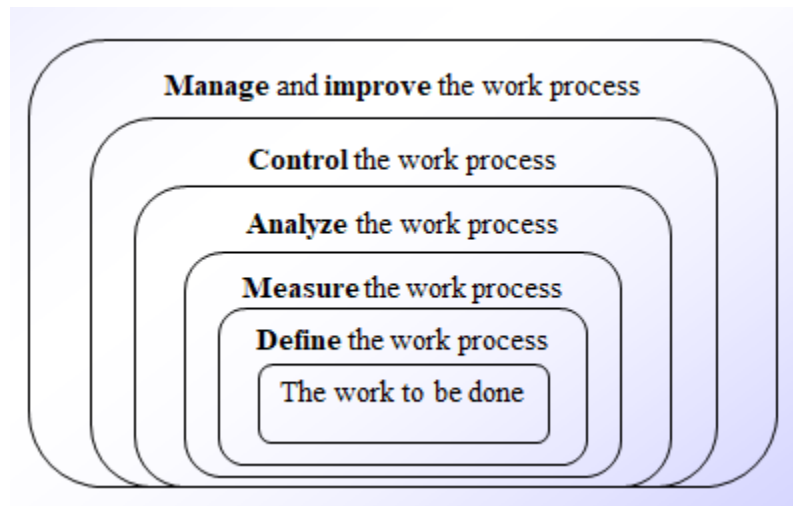 Manage and improve the work process
Control the work process
Analyze the work process
Measure the work process
Define the work process
The work to be done